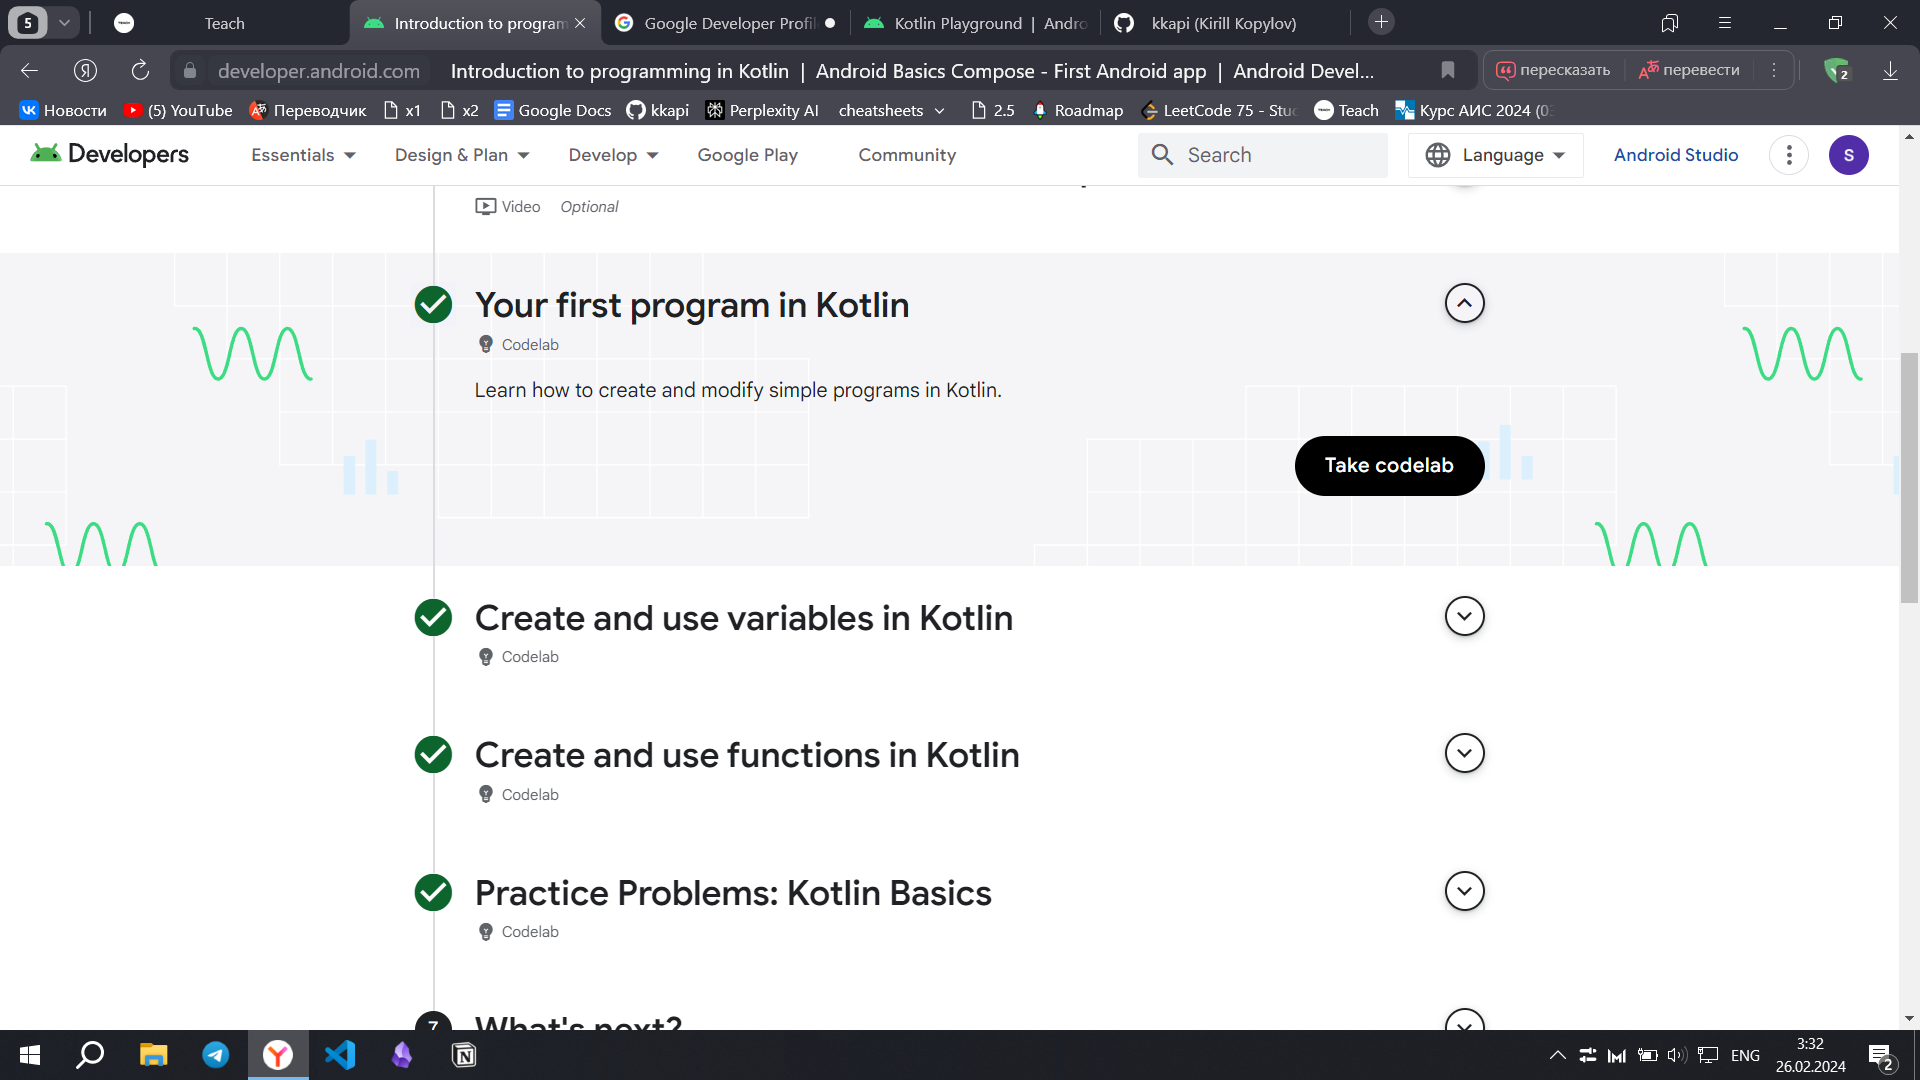 5
Teach
Introduction to program
Google Developer Profil
Kotlin Playground | Andro
kkapi (Kirill Kopylov)
developer.android.com
Introduction to programming in Kotlin | Android Basics Compose - First Android app | Android Devel...
пересказать
перевести
2
Новости
(5) YouTube
Переводчик
x1
x2
Google Docs
kkapi
Perplexity AI
cheatsheets
2.5
Roadmap
LeetCode 75 - Stu
Teach
Курс АИС 2024 (0
Developers
Essentials
Design & Plan
Develop
Google Play
Community
Search
Language
Android Studio
S
Video
Optional
Your first program in Kotlin
Codelab
Learn how to create and modify simple programs in Kotlin.
Take codelab
Create and use variables in Kotlin
Codelab
Create and use functions in Kotlin
Codelab
Practice Problems: Kotlin Basics
Codelab
7
What's next?
ENG
3:32
26.02.2024
2